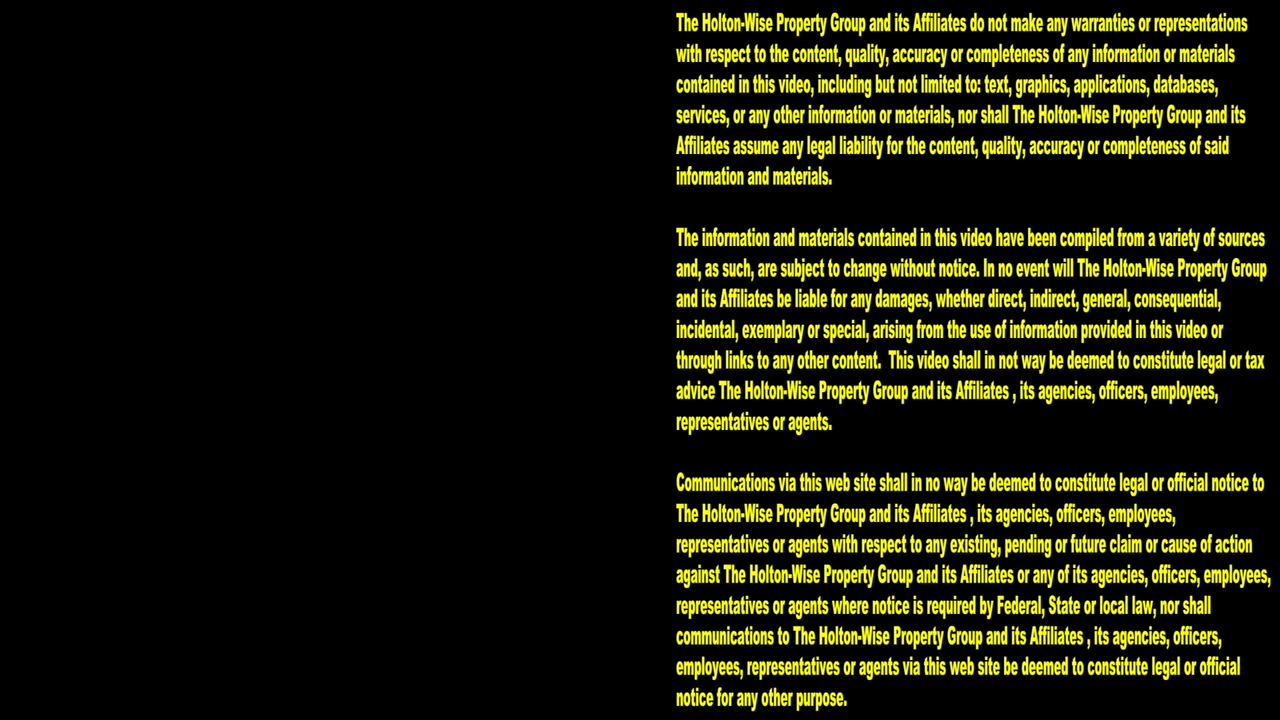 The Holton-Wise Property Group and its Affiliates do not make any warranties or representations
with respect to the content, quality, accuracy or completeness of any information or materials
contained in this video, including but not limited to: text, graphics, applications, databases,
services, or any other information or materials, nor shall The Holton-Wise Property Group and its
Affiliates assume any legal liability for the content, quality, accuracy or completeness of said
information and materials.
The information and materials contained in this video have been compiled from a variety of sources
and, as such, are subject to change without notice. In no event will The Holton-Wise Property Group
and its Affiliates be liable for any damages, whether direct, indirect, general, consequential,
incidental, exemplary or special, arising from the use of information provided in this video or
through links to any other content.  This video shall in not way be deemed to constitute legal or tax
advice The Holton-Wise Property Group and its Affiliates , its agencies, officers, employees,
representatives or agents.
Communications via this web site shall in no way be deemed to constitute legal or official notice to
The Holton-Wise Property Group and its Affiliates , its agencies, officers, employees,
representatives or agents with respect to any existing, pending or future claim or cause of action
against The Holton-Wise Property Group and its Affiliates or any of its agencies, officers, employees,
representatives or agents where notice is required by Federal, State or local law, nor shall
communications to The Holton-Wise Property Group and its Affiliates , its agencies, officers,
employees, representatives or agents via this web site be deemed to constitute legal or official
notice for any other purpose.